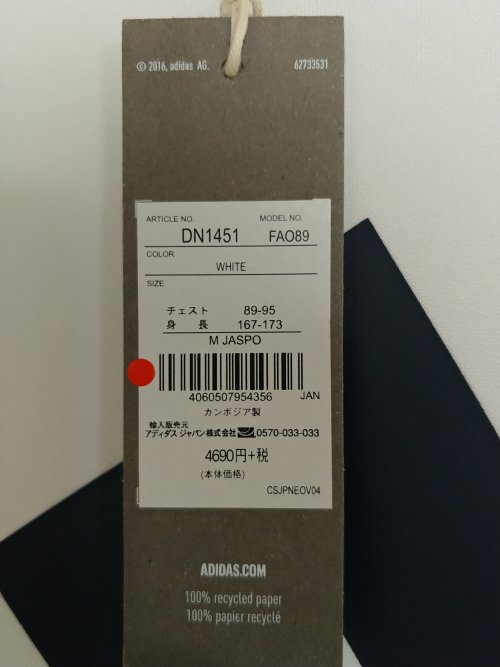 © 2016, adidas AG. 62733531
ARTICLE NO. MODEL NO.
DN1451 FAO89
COLOR
WHITE
SIZE
チェスト 89-95
身 長 167-173
M JASPO
4060507954356 JAN
カンボジア製
輸入販売元
アディダス ジャパン株式会社 0570-033-033
4690円+税
(本体価格)
CSJPNEOV04
ADIDAS.COM
100% recycled paper
100% papier recyclé